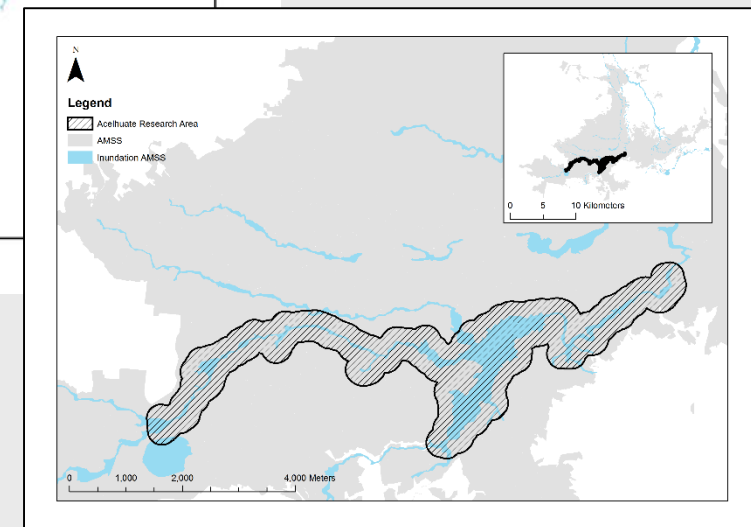 N
Legend
Acelhuate Research Area
AMSS
Inundation AMSS
0 5 10 Kilometers
0 1,000 2,000 4,000 Meters